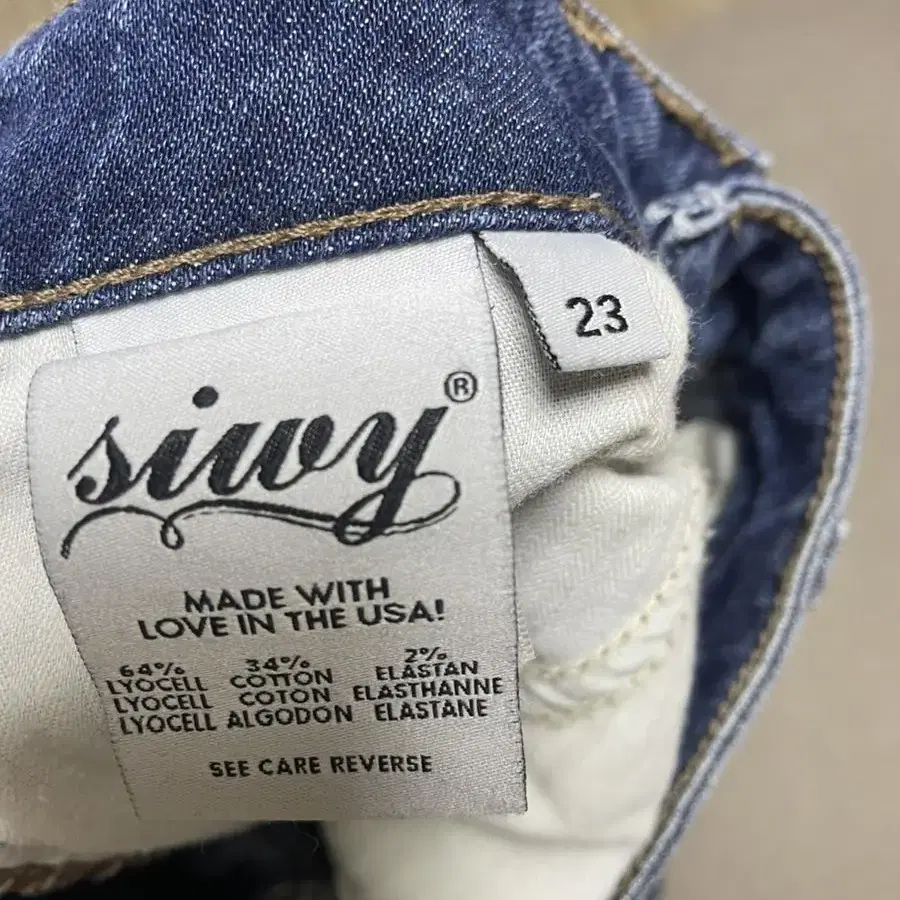 23
siwy®
MADE WITH
LOVE IN THE USA!
64% 34% 2%
LYOCELL COTTON ELASTAN
LYOCELL COTON ELASTHANNE
LYOCELL ALGODON ELASTANE
SEE CARE REVERSE